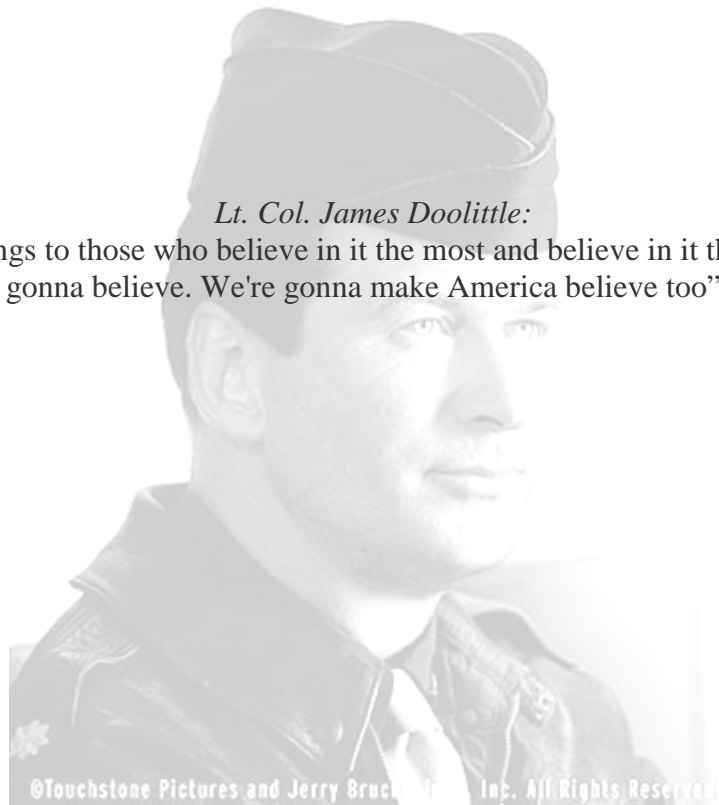 Lt. Col. James Doolittle:
ngs to those who believe in it the most and believe in it th
gonna believe. We're gonna make America believe too”
©Touchstone Pictures and Jerry Bruc Inc. All Rights Reserved